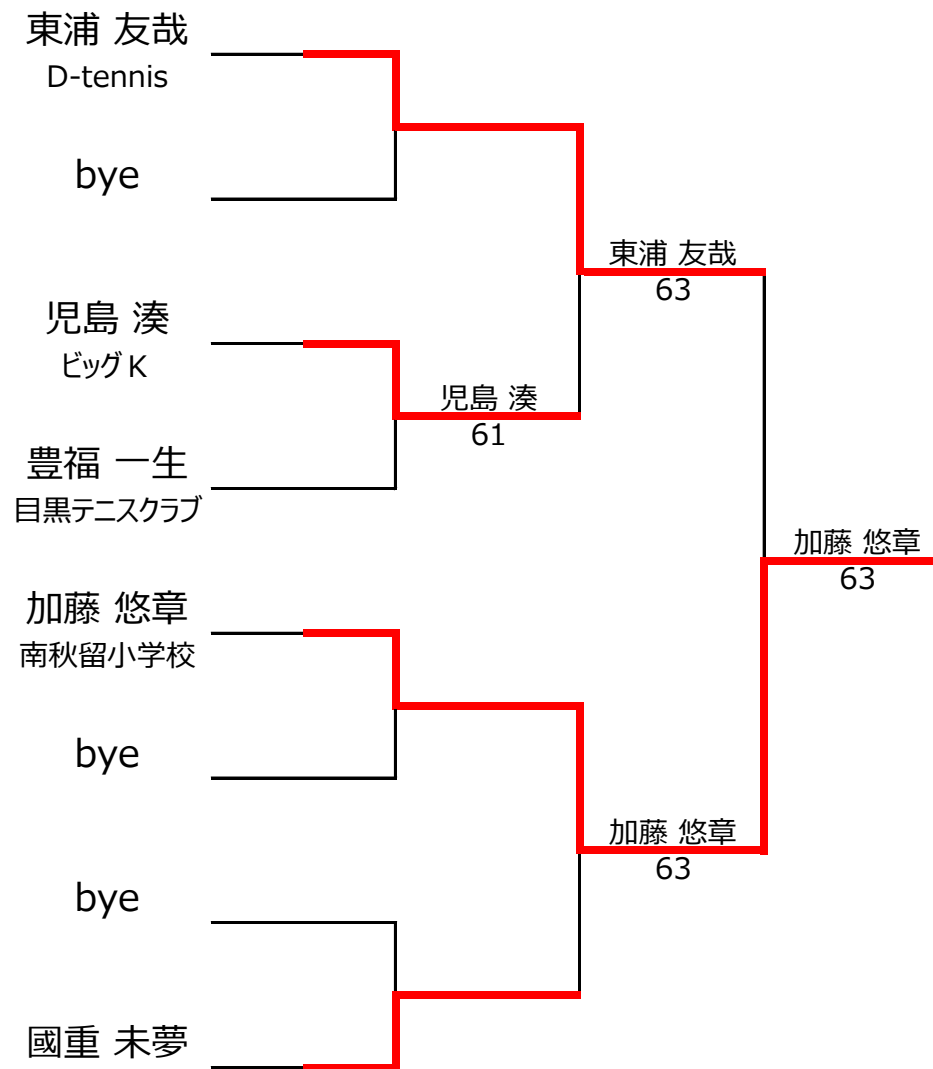 東浦 友哉
D-tennis
bye
児島 湊
ビッグK
豊福 一生
目黒テニスクラブ
加藤 悠章
南秋留小学校
bye
bye
國重 未夢
児島 湊
61
東浦 友哉
63
加藤 悠章
63
加藤 悠章
63